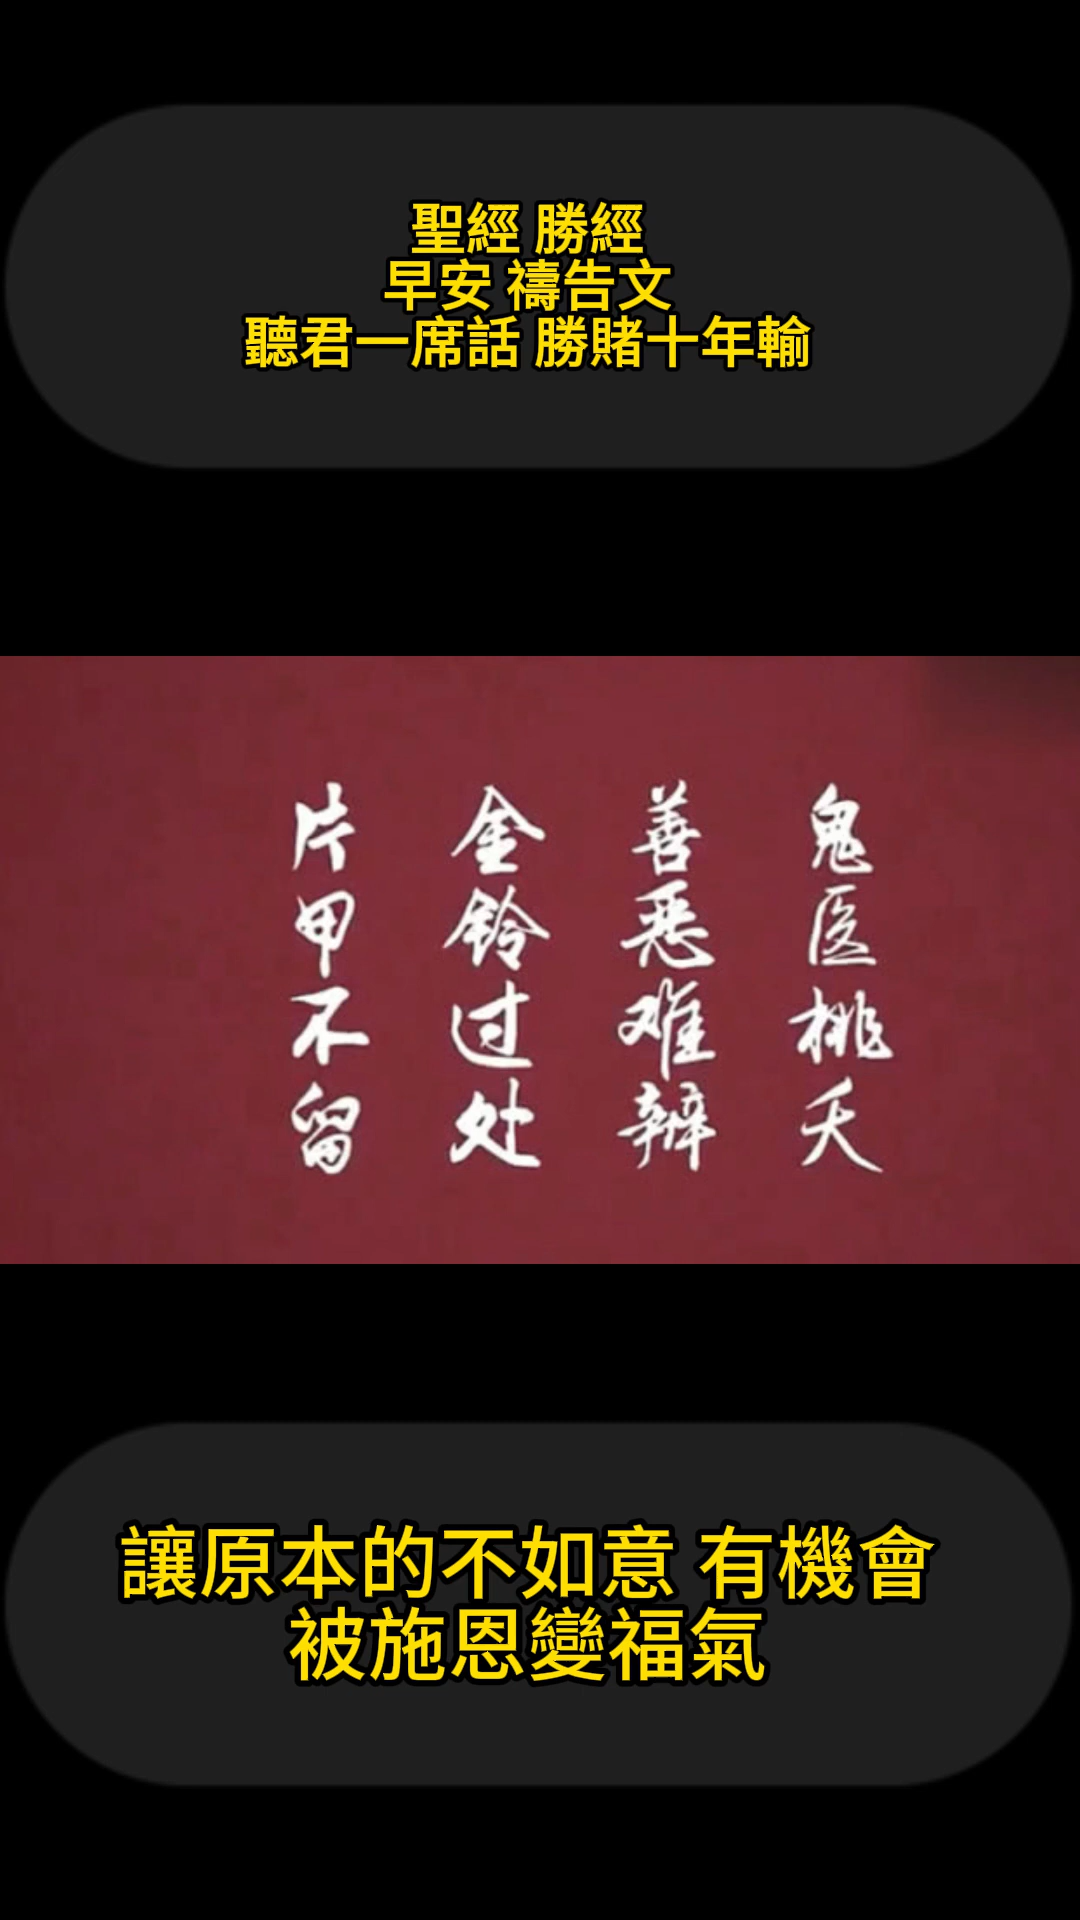 聖經 勝經
早安 禱告文
聽君一席話 勝賭十年輸
鬼医桃夭
善恶难辨
金铃过处
片甲不留
讓原本的不如意 有機會
被施恩變福氣